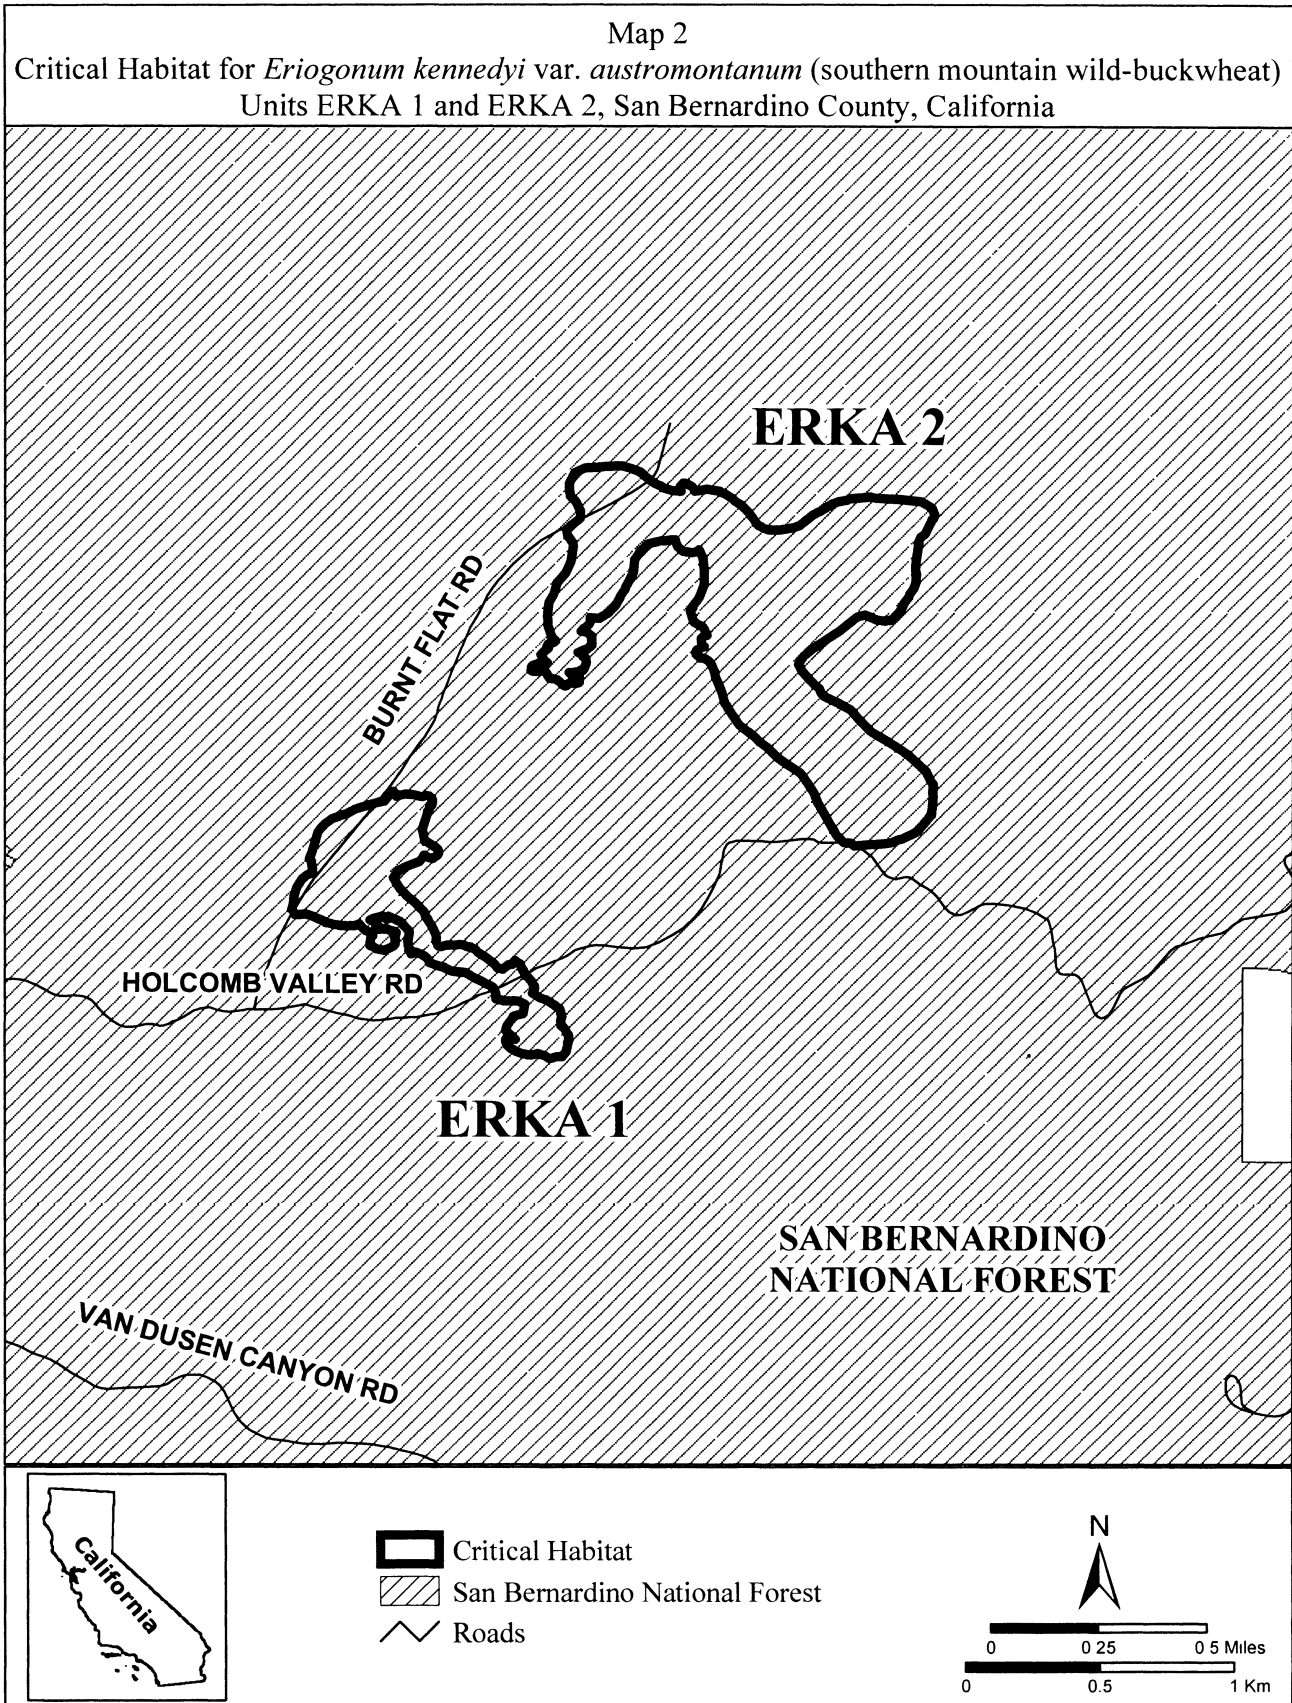 Map 2
Critical Habitat for Eriogonum kennedyi var. austromontanum (southern mountain wild-buckwheat)
Units ERKA 1 and ERKA 2, San Bernardino County, California
ERKA 2
BURNT FLAT RD
HOLCOMB VALLEY RD
ERKA 1
SAN BERNARDINO
NATIONAL FOREST
VAN DUSEN CANYON RD
California
Critical Habitat
San Bernardino National Forest
Roads
N
0 0 25 0 5 Miles
0 0.5 1 Km